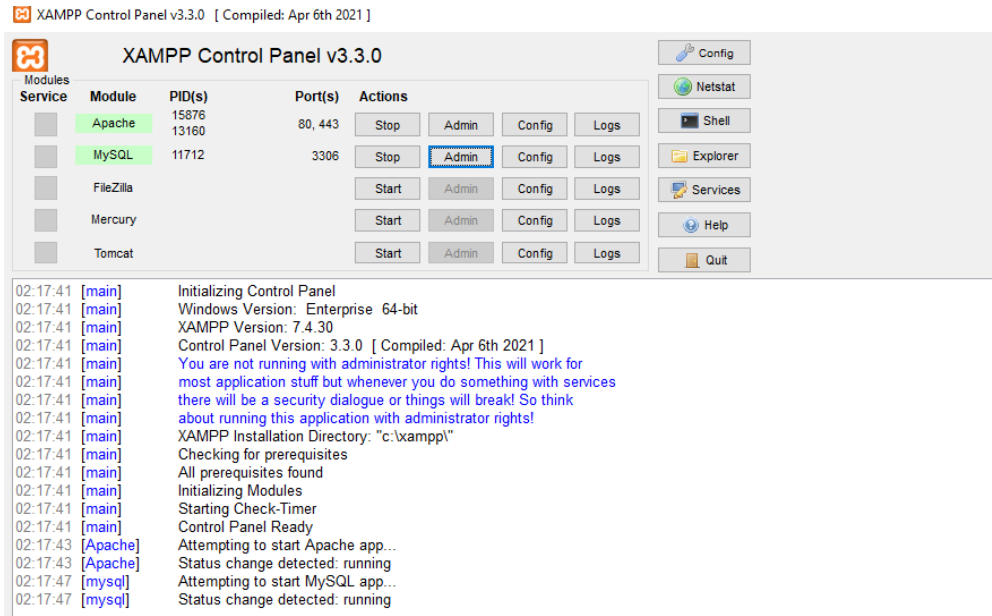 XAMPP Control Panel v3.3.0 [ Compiled: Apr 6th 2021 ]
XAMPP Control Panel v3.3.0
Config
Modules
Service Module PID(s) Port(s) Actions
Netstat
Apache 15876 13160 80, 443 Stop Admin Config Logs
Shell
MySQL 11712 3306 Stop Admin Config Logs
Explorer
FileZilla Start Admin Config Logs
Services
Mercury Start Admin Config Logs
Help
Tomcat Start Admin Config Logs
Quit
02:17:41 [main] Initializing Control Panel
02:17:41 [main] Windows Version: Enterprise 64-bit
02:17:41 [main] XAMPP Version: 7.4.30
02:17:41 [main] Control Panel Version: 3.3.0 [ Compiled: Apr 6th 2021 ]
02:17:41 [main] You are not running with administrator rights! This will work for
02:17:41 [main] most application stuff but whenever you do something with services
02:17:41 [main] there will be a security dialogue or things will break! So think
02:17:41 [main] about running this application with administrator rights!
02:17:41 [main] XAMPP Installation Directory: "c:\xampp\"
02:17:41 [main] Checking for prerequisites
02:17:41 [main] All prerequisites found
02:17:41 [main] Initializing Modules
02:17:41 [main] Starting Check-Timer
02:17:41 [main] Control Panel Ready
02:17:43 [Apache] Attempting to start Apache app...
02:17:43 [Apache] Status change detected: running
02:17:47 [mysql] Attempting to start MySQL app...
02:17:47 [mysql] Status change detected: running